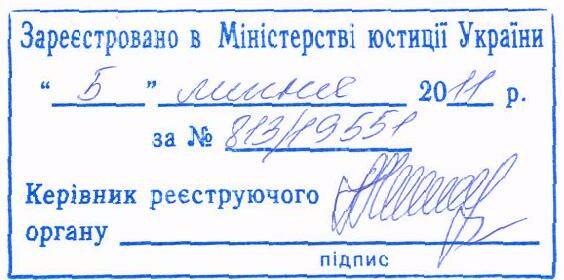 Зареєстровано в Міністерстві юстиції України
“ 5 ” липня 2011 р.
за № 813/19551
Керівник реєструючого
органу
підпис